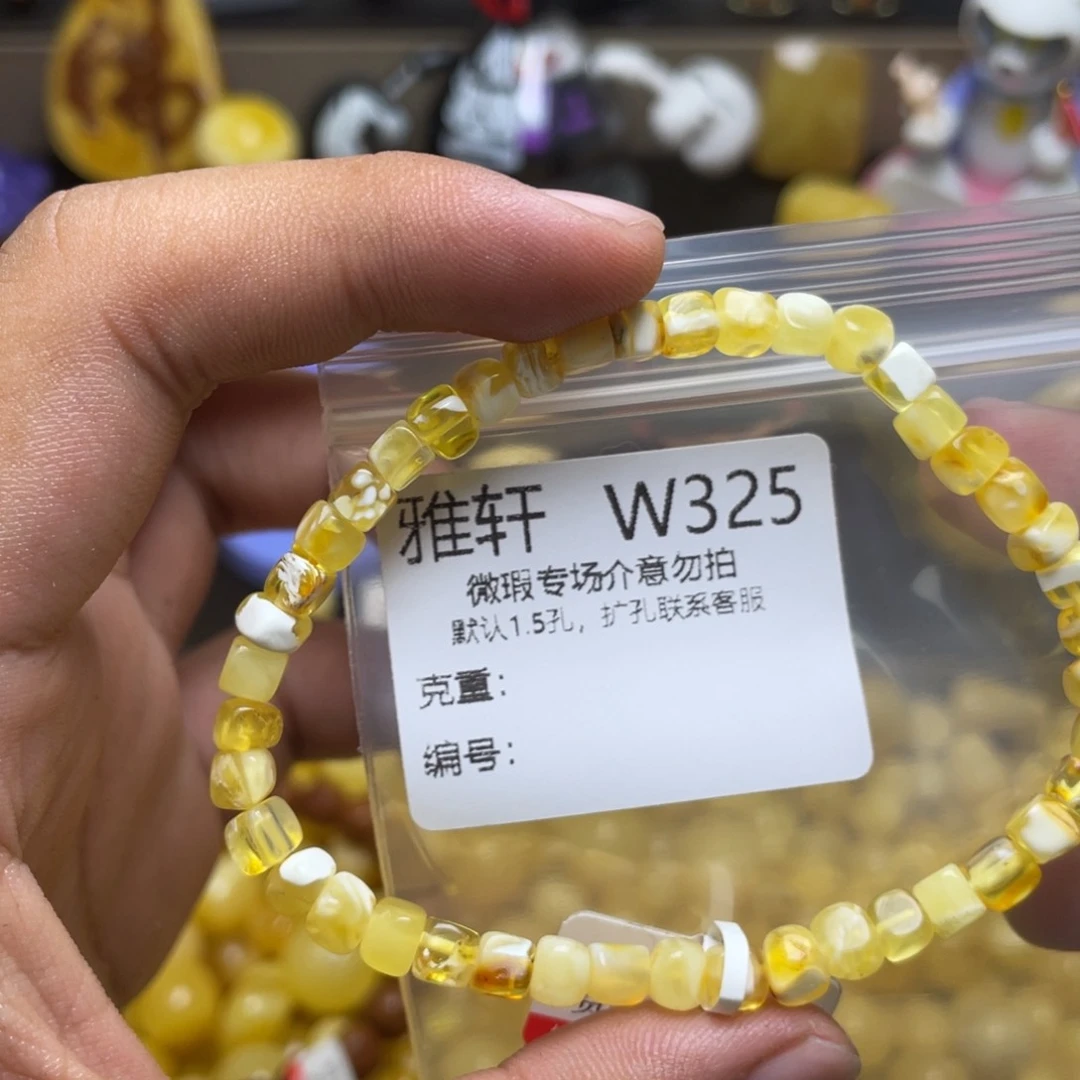 雅轩 W325
微瑕专场介意勿拍
默认1.5孔，扩孔联系客服
克重：
编号：